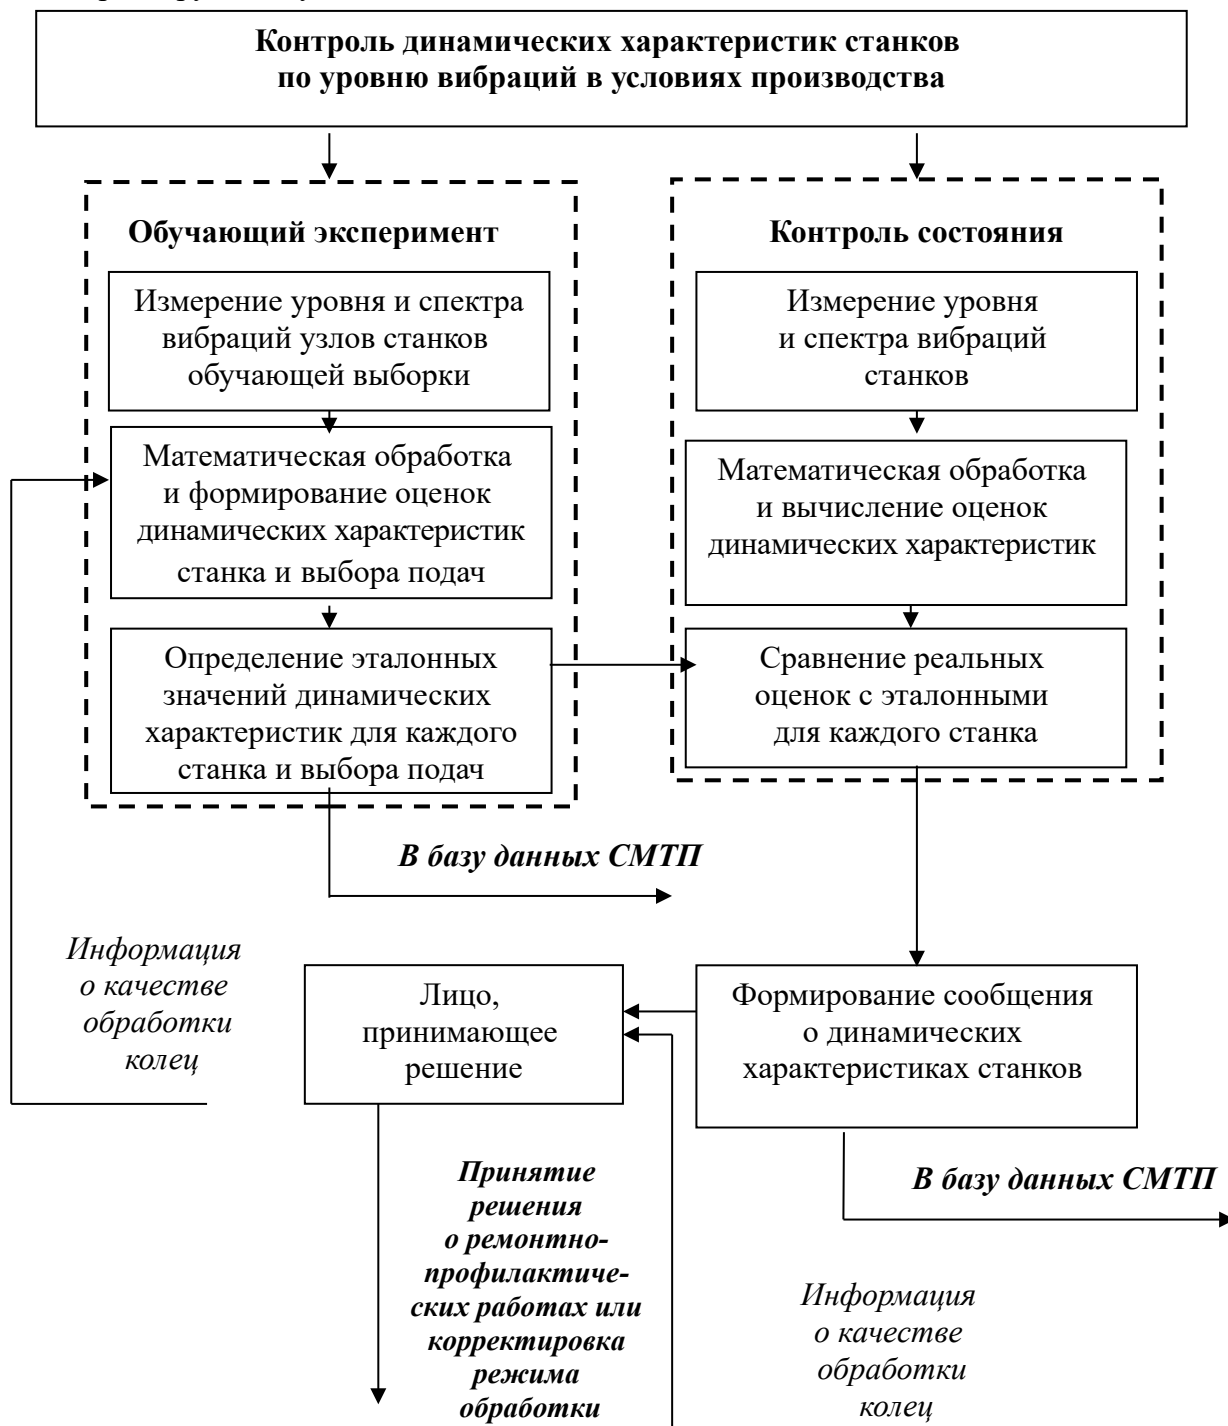 Контроль динамических характеристик станков
по уровню вибраций в условиях производства
Обучающий эксперимент
Измерение уровня и спектра
вибраций узлов станков
обучающей выборки
Математическая обработка
и формирование оценок
динамических характеристик
станка и выбора подач
Определение эталонных
значений динамических
характеристик для каждого
станка и выбора подач
Контроль состояния
Измерение уровня
и спектра вибраций
станков
Математическая обработка
и вычисление оценок
динамических характеристик
Сравнение реальных
оценок с эталонными
для каждого станка
В базу данных СМТП
Информация
о качестве
обработки
колец
Лицо,
принимающее
решение
Формирование сообщения
о динамических
характеристиках станков
Принятие
решения
о ремонтно-
профилактиче-
ских работах или
корректировка
режима
обработки
В базу данных СМТП
Информация
о качестве
обработки
колец